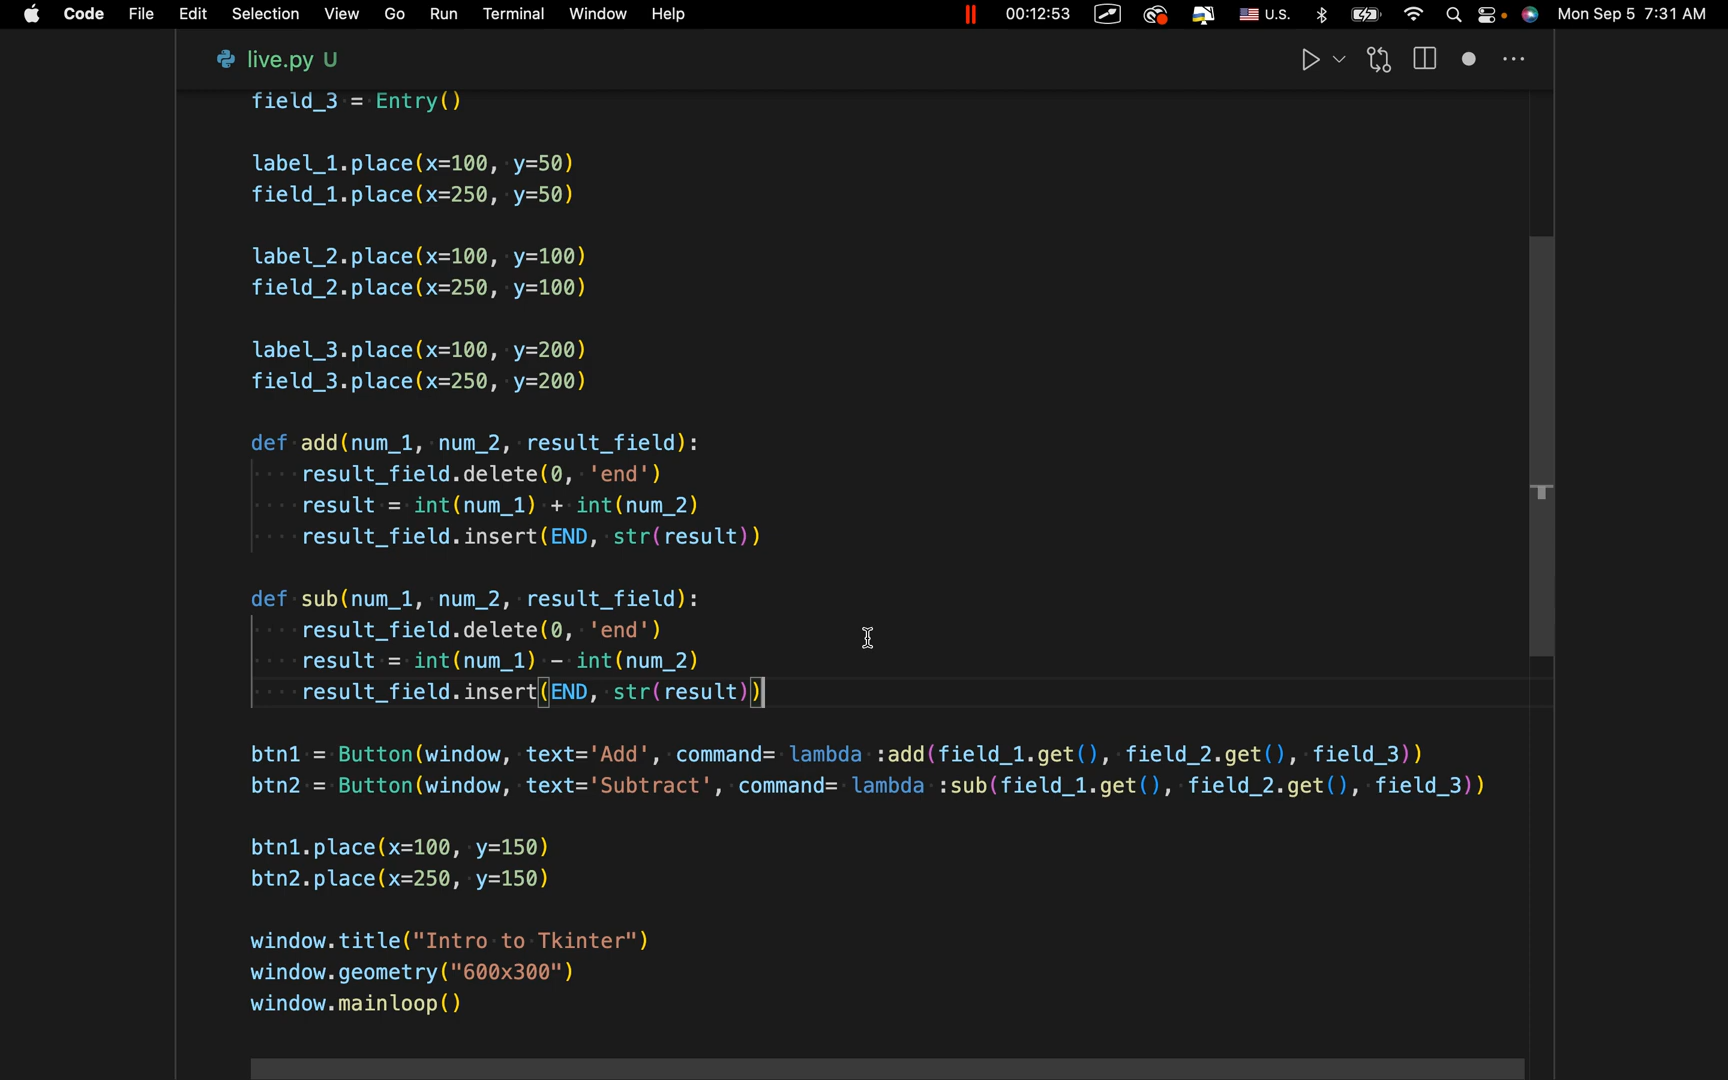 Code File Edit Selection View Go Run Terminal Window Help 00:12:53 U.S. Mon Sep 5 7:31 AM
live.py U
field_3 = Entry()
label_1.place(x=100, y=50)
field_1.place(x=250, y=50)
label_2.place(x=100, y=100)
field_2.place(x=250, y=100)
label_3.place(x=100, y=200)
field_3.place(x=250, y=200)
def add(num_1, num_2, result_field):
    result_field.delete(0, 'end')
    result = int(num_1) + int(num_2)
    result_field.insert(END, str(result))
def sub(num_1, num_2, result_field):
    result_field.delete(0, 'end')
    result = int(num_1) - int(num_2)
    result_field.insert(END, str(result))
btn1 = Button(window, text='Add', command= lambda :add(field_1.get(), field_2.get(), field_3))
btn2 = Button(window, text='Subtract', command= lambda :sub(field_1.get(), field_2.get(), field_3))
btn1.place(x=100, y=150)
btn2.place(x=250, y=150)
window.title("Intro to Tkinter")
window.geometry("600x300")
window.mainloop()